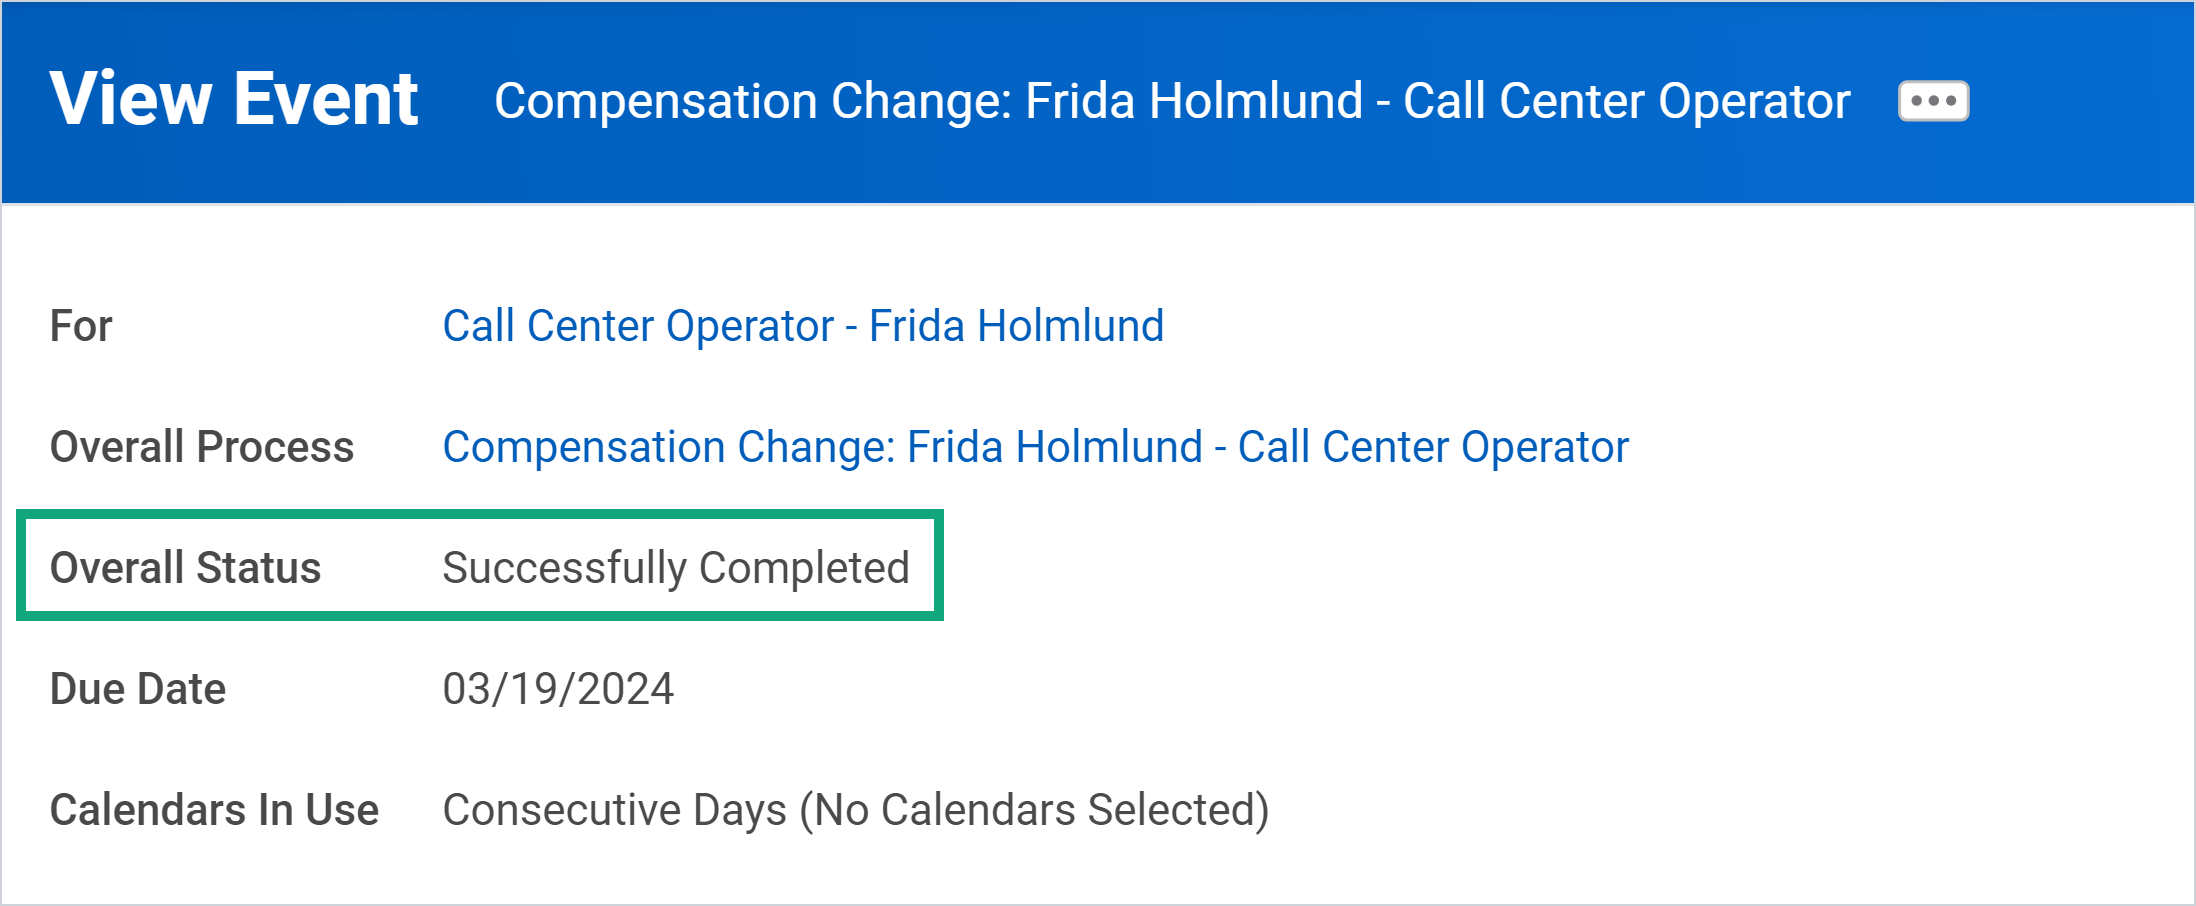 View Event Compensation Change: Frida Holmlund - Call Center Operator
For Call Center Operator - Frida Holmlund
Overall Process Compensation Change: Frida Holmlund - Call Center Operator
Overall Status Successfully Completed
Due Date 03/19/2024
Calendars In Use Consecutive Days (No Calendars Selected)